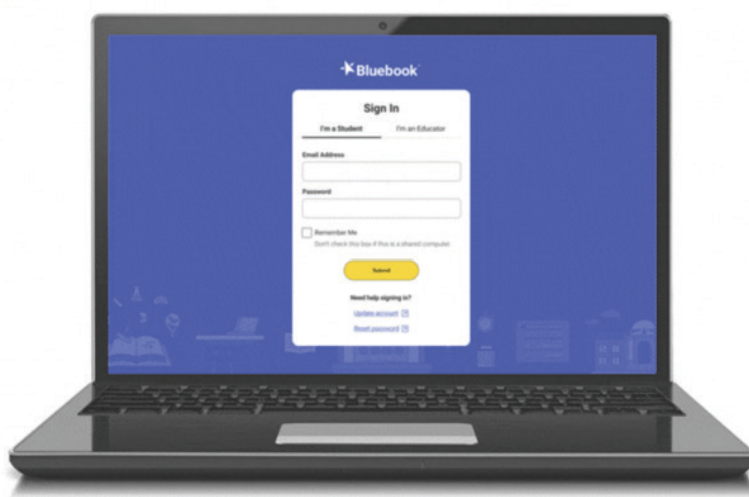 Bluebook
Sign In
I'm a Student I'm an Educator
Email Address
Password
Remember Me
Don't check this box if this is a shared computer.
Submit
Need help signing in?
Update account
Reset password